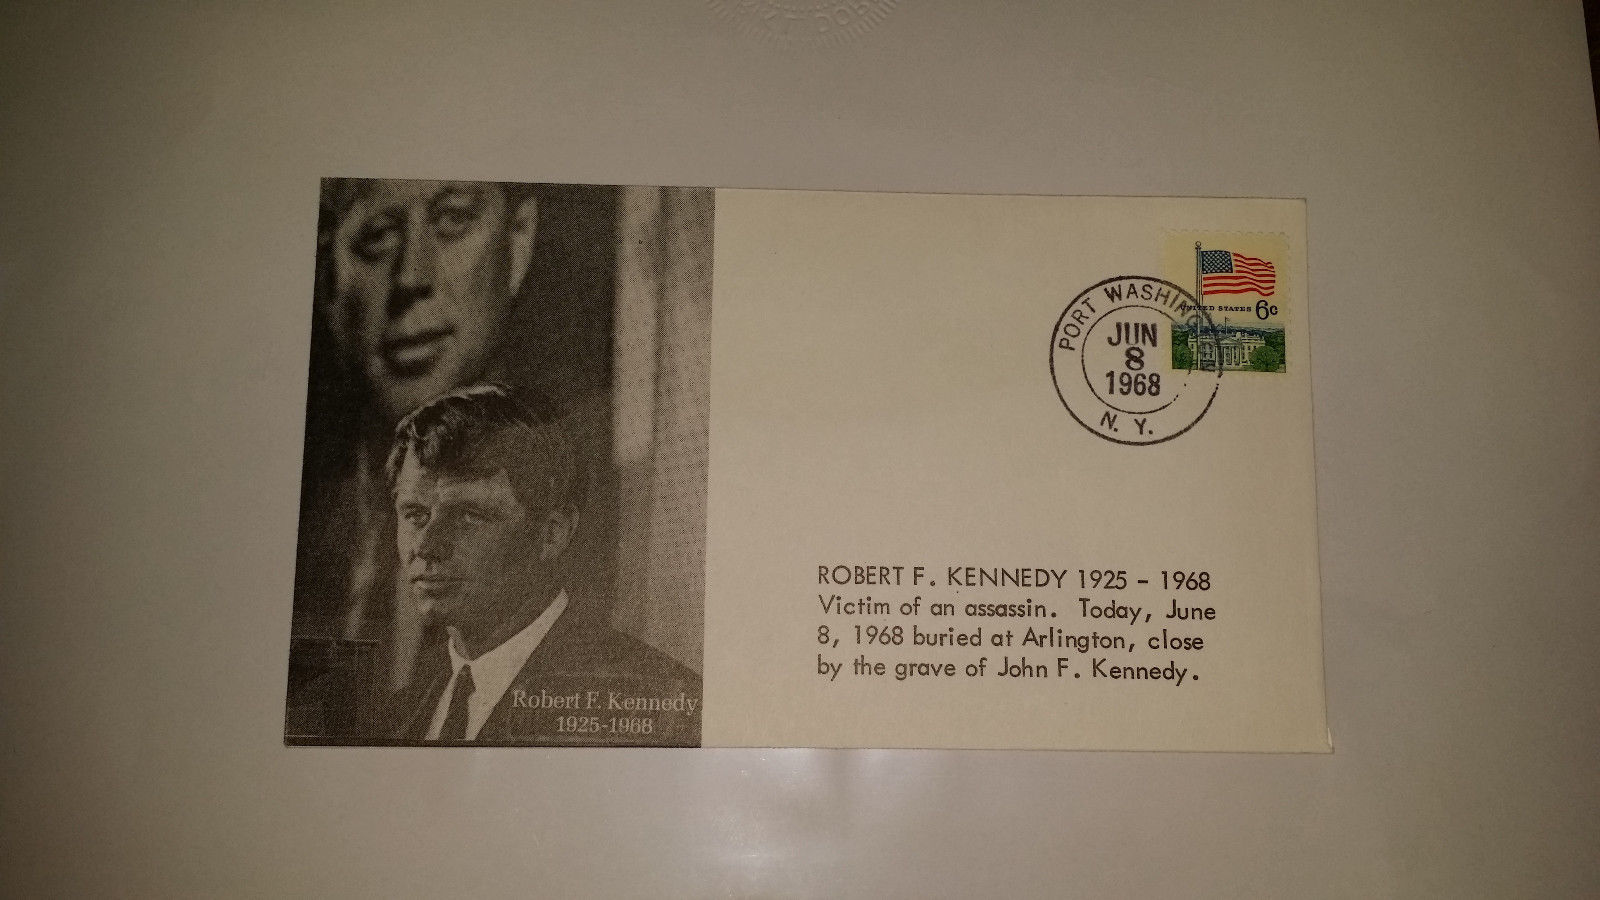 PORT WASHINGTON
JUN
8
1968
N. Y.
UNITED STATES 6c
ROBERT F. KENNEDY 1925 - 1968
Victim of an assassin. Today, June
8, 1968 buried at Arlington, close
by the grave of John F. Kennedy.
Robert F. Kennedy
1925-1968